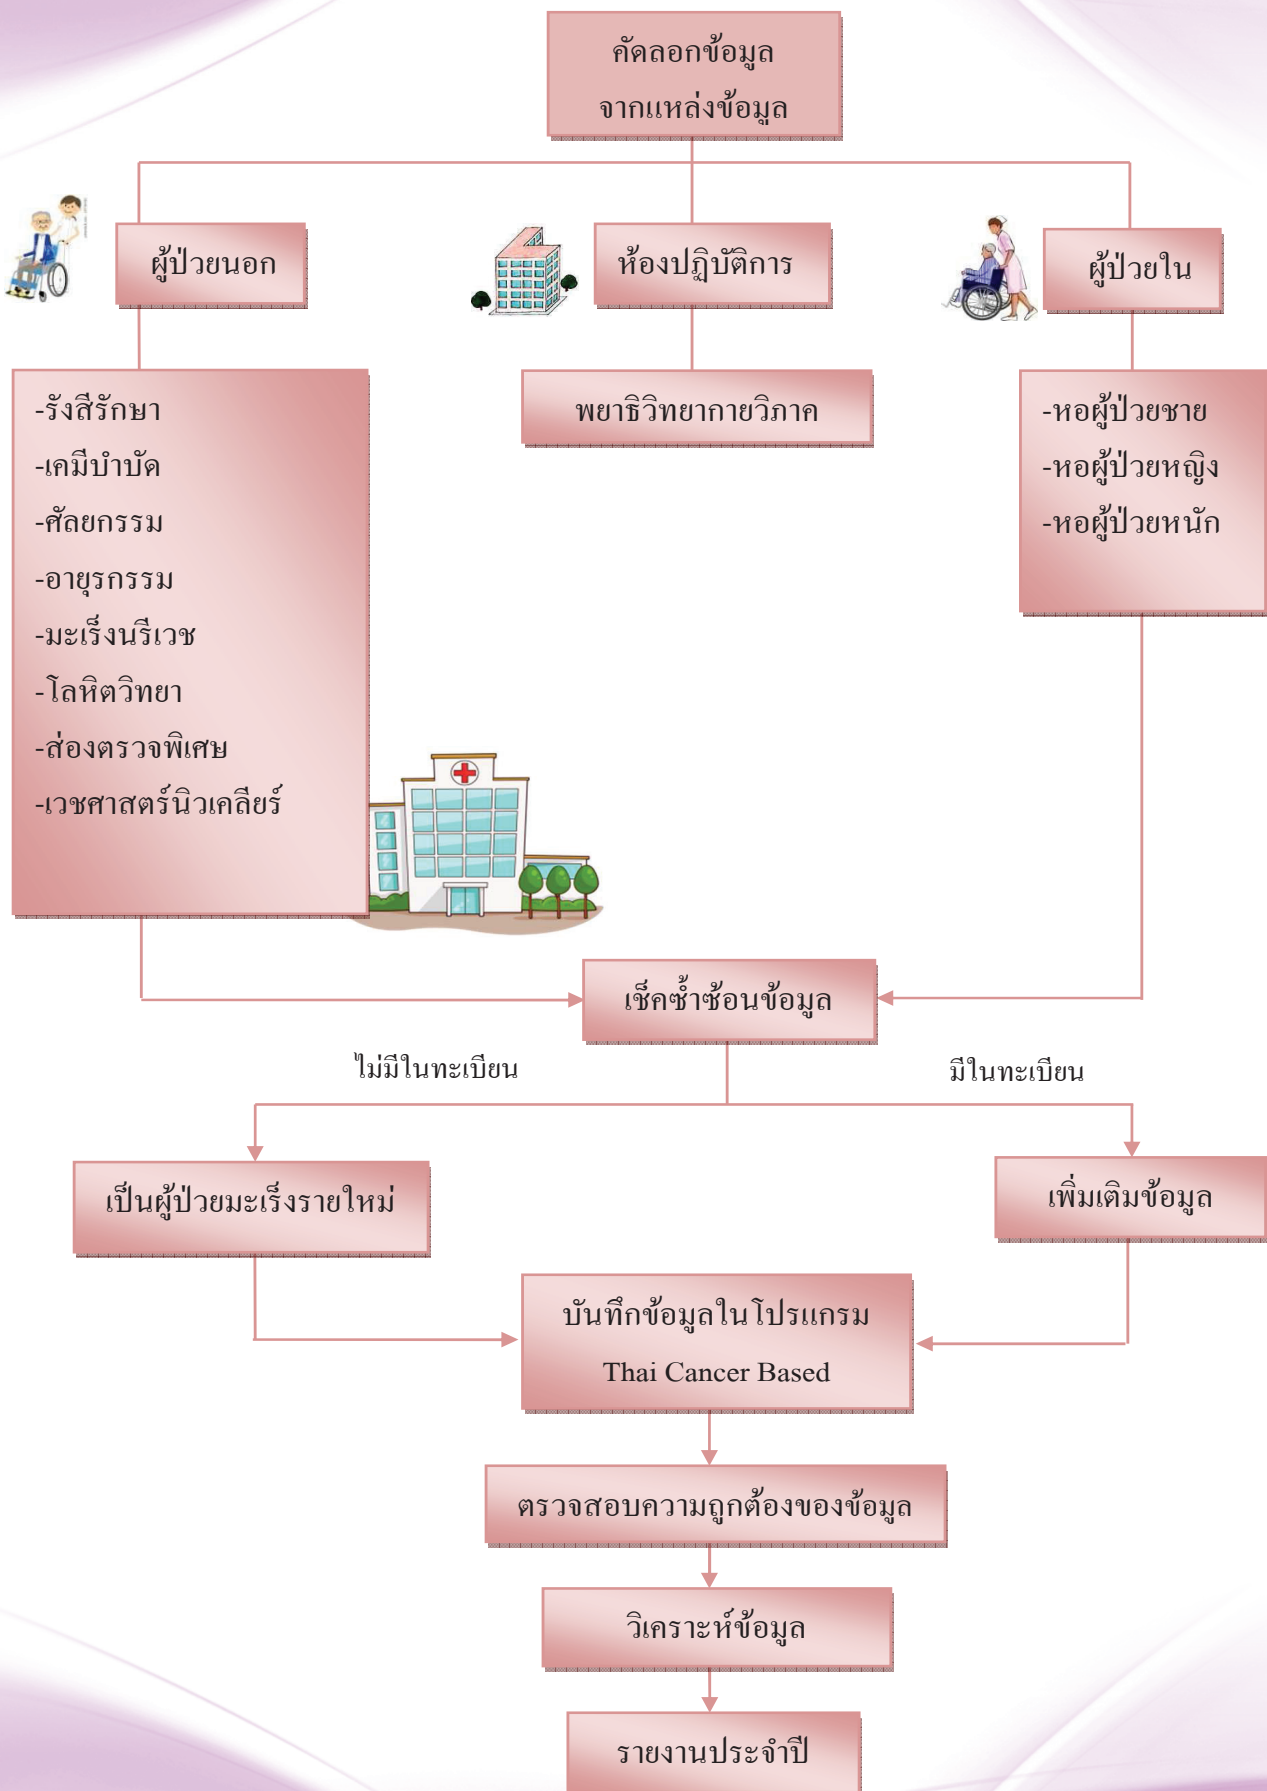 คัดลอกข้อมูล
จากแหล่งข้อมูล
ผู้ป่วยนอก
ห้องปฏิบัติการ
ผู้ป่วยใน
-รังสีรักษา
-เคมีบำบัด
-ศัลยกรรม
-อายุรกรรม
-มะเร็งนรีเวช
-โลหิตวิทยา
-ส่องตรวจพิเศษ
-เวชศาสตร์นิวเคลียร์
พยาธิวิทยากายวิภาค
-หอผู้ป่วยชาย
-หอผู้ป่วยหญิง
-หอผู้ป่วยหนัก
เช็คซ้ำซ้อนข้อมูล
ไม่มีในทะเบียน
มีในทะเบียน
เป็นผู้ป่วยมะเร็งรายใหม่
เพิ่มเติมข้อมูล
บันทึกข้อมูลในโปรแกรม
Thai Cancer Based
ตรวจสอบความถูกต้องของข้อมูล
วิเคราะห์ข้อมูล
รายงานประจำปี